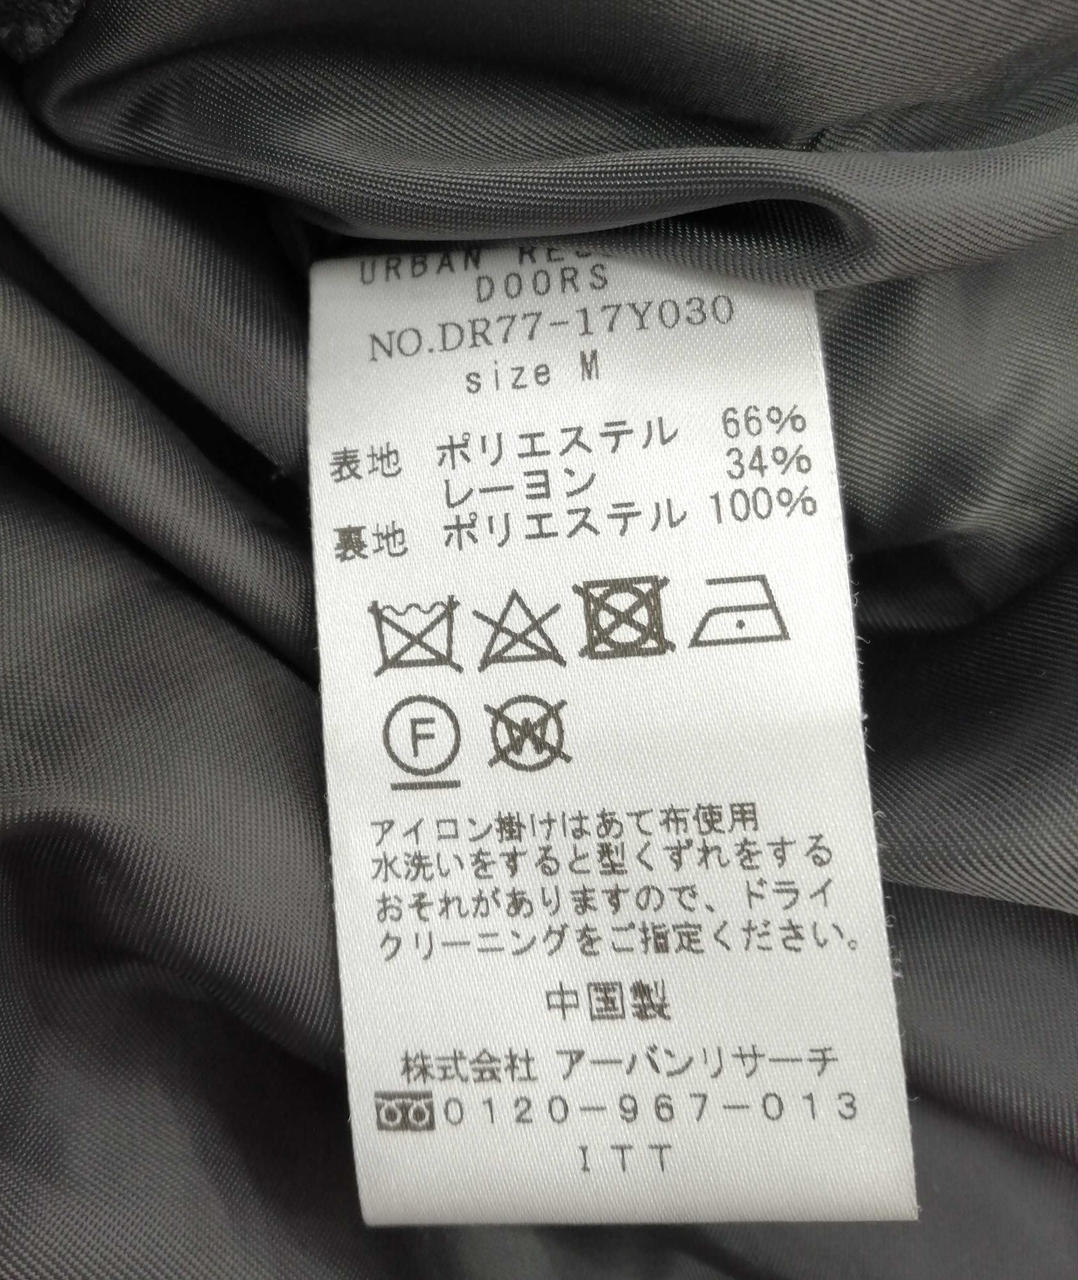 URBAN
DOORS
NO.DR77-17Y030
size M
表地 ポリエステル 66%
レーヨン 34%
裏地 ポリエステル 100%
F W
アイロン掛けはあて布使用
水洗いをすると型くずれをする
おそれがありますので、ドライ
クリーニングをご指定ください。
中国製
株式会社 アーバンリサーチ
0120-967-013
ITT